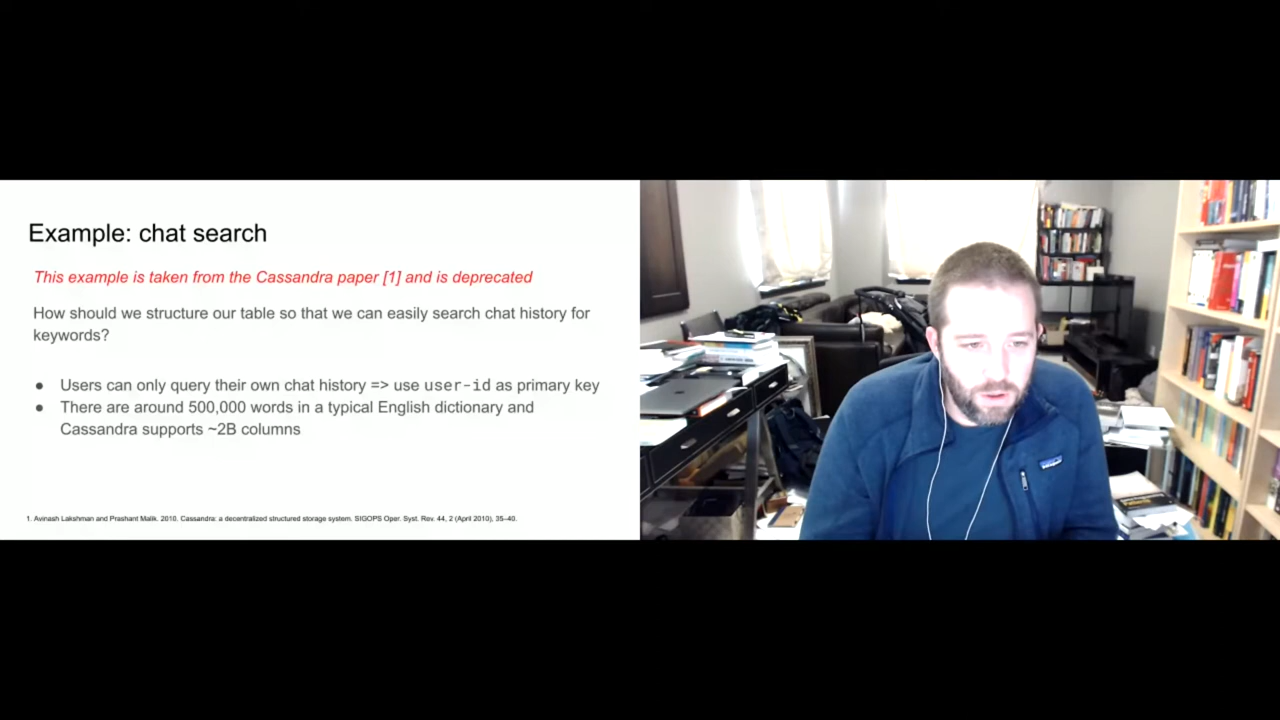 Example: chat search
This example is taken from the Cassandra paper [1] and is deprecated
How should we structure our table so that we can easily search chat history for
keywords?
● Users can only query their own chat history => use user-id as primary key
● There are around 500,000 words in a typical English dictionary and
Cassandra supports ~2B columns
1. Avinash Lakshman and Prashant Malik. 2010. Cassandra: a decentralized structured storage system. SIGOPS Oper. Syst. Rev. 44, 2 (April 2010), 35–40.